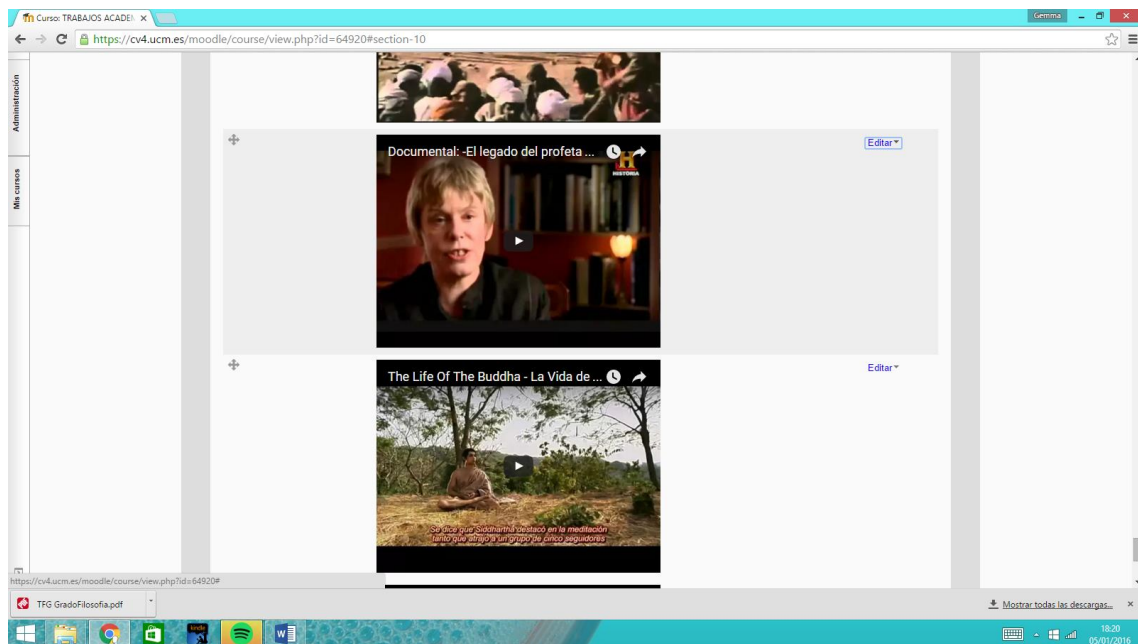 Curso: TRABAJOS ACADEM
Gemma
https://cv4.ucm.es/moodle/course/view.php?id=64920#section-10
Administración
Mis cursos
Documental: -El legado del profeta ...
H
HISTORIA
Editar
The Life Of The Buddha - La Vida de ...
Editar
Se dice que Siddhartha destacó en la meditación
tanto que atrajo a un grupo de cinco seguidores
https://cv4.ucm.es/moodle/course/view.php?id=64920#
TFG GradoFilosofia.pdf
Mostrar todas las descargas...
kindle
W
18:20
05/01/2016